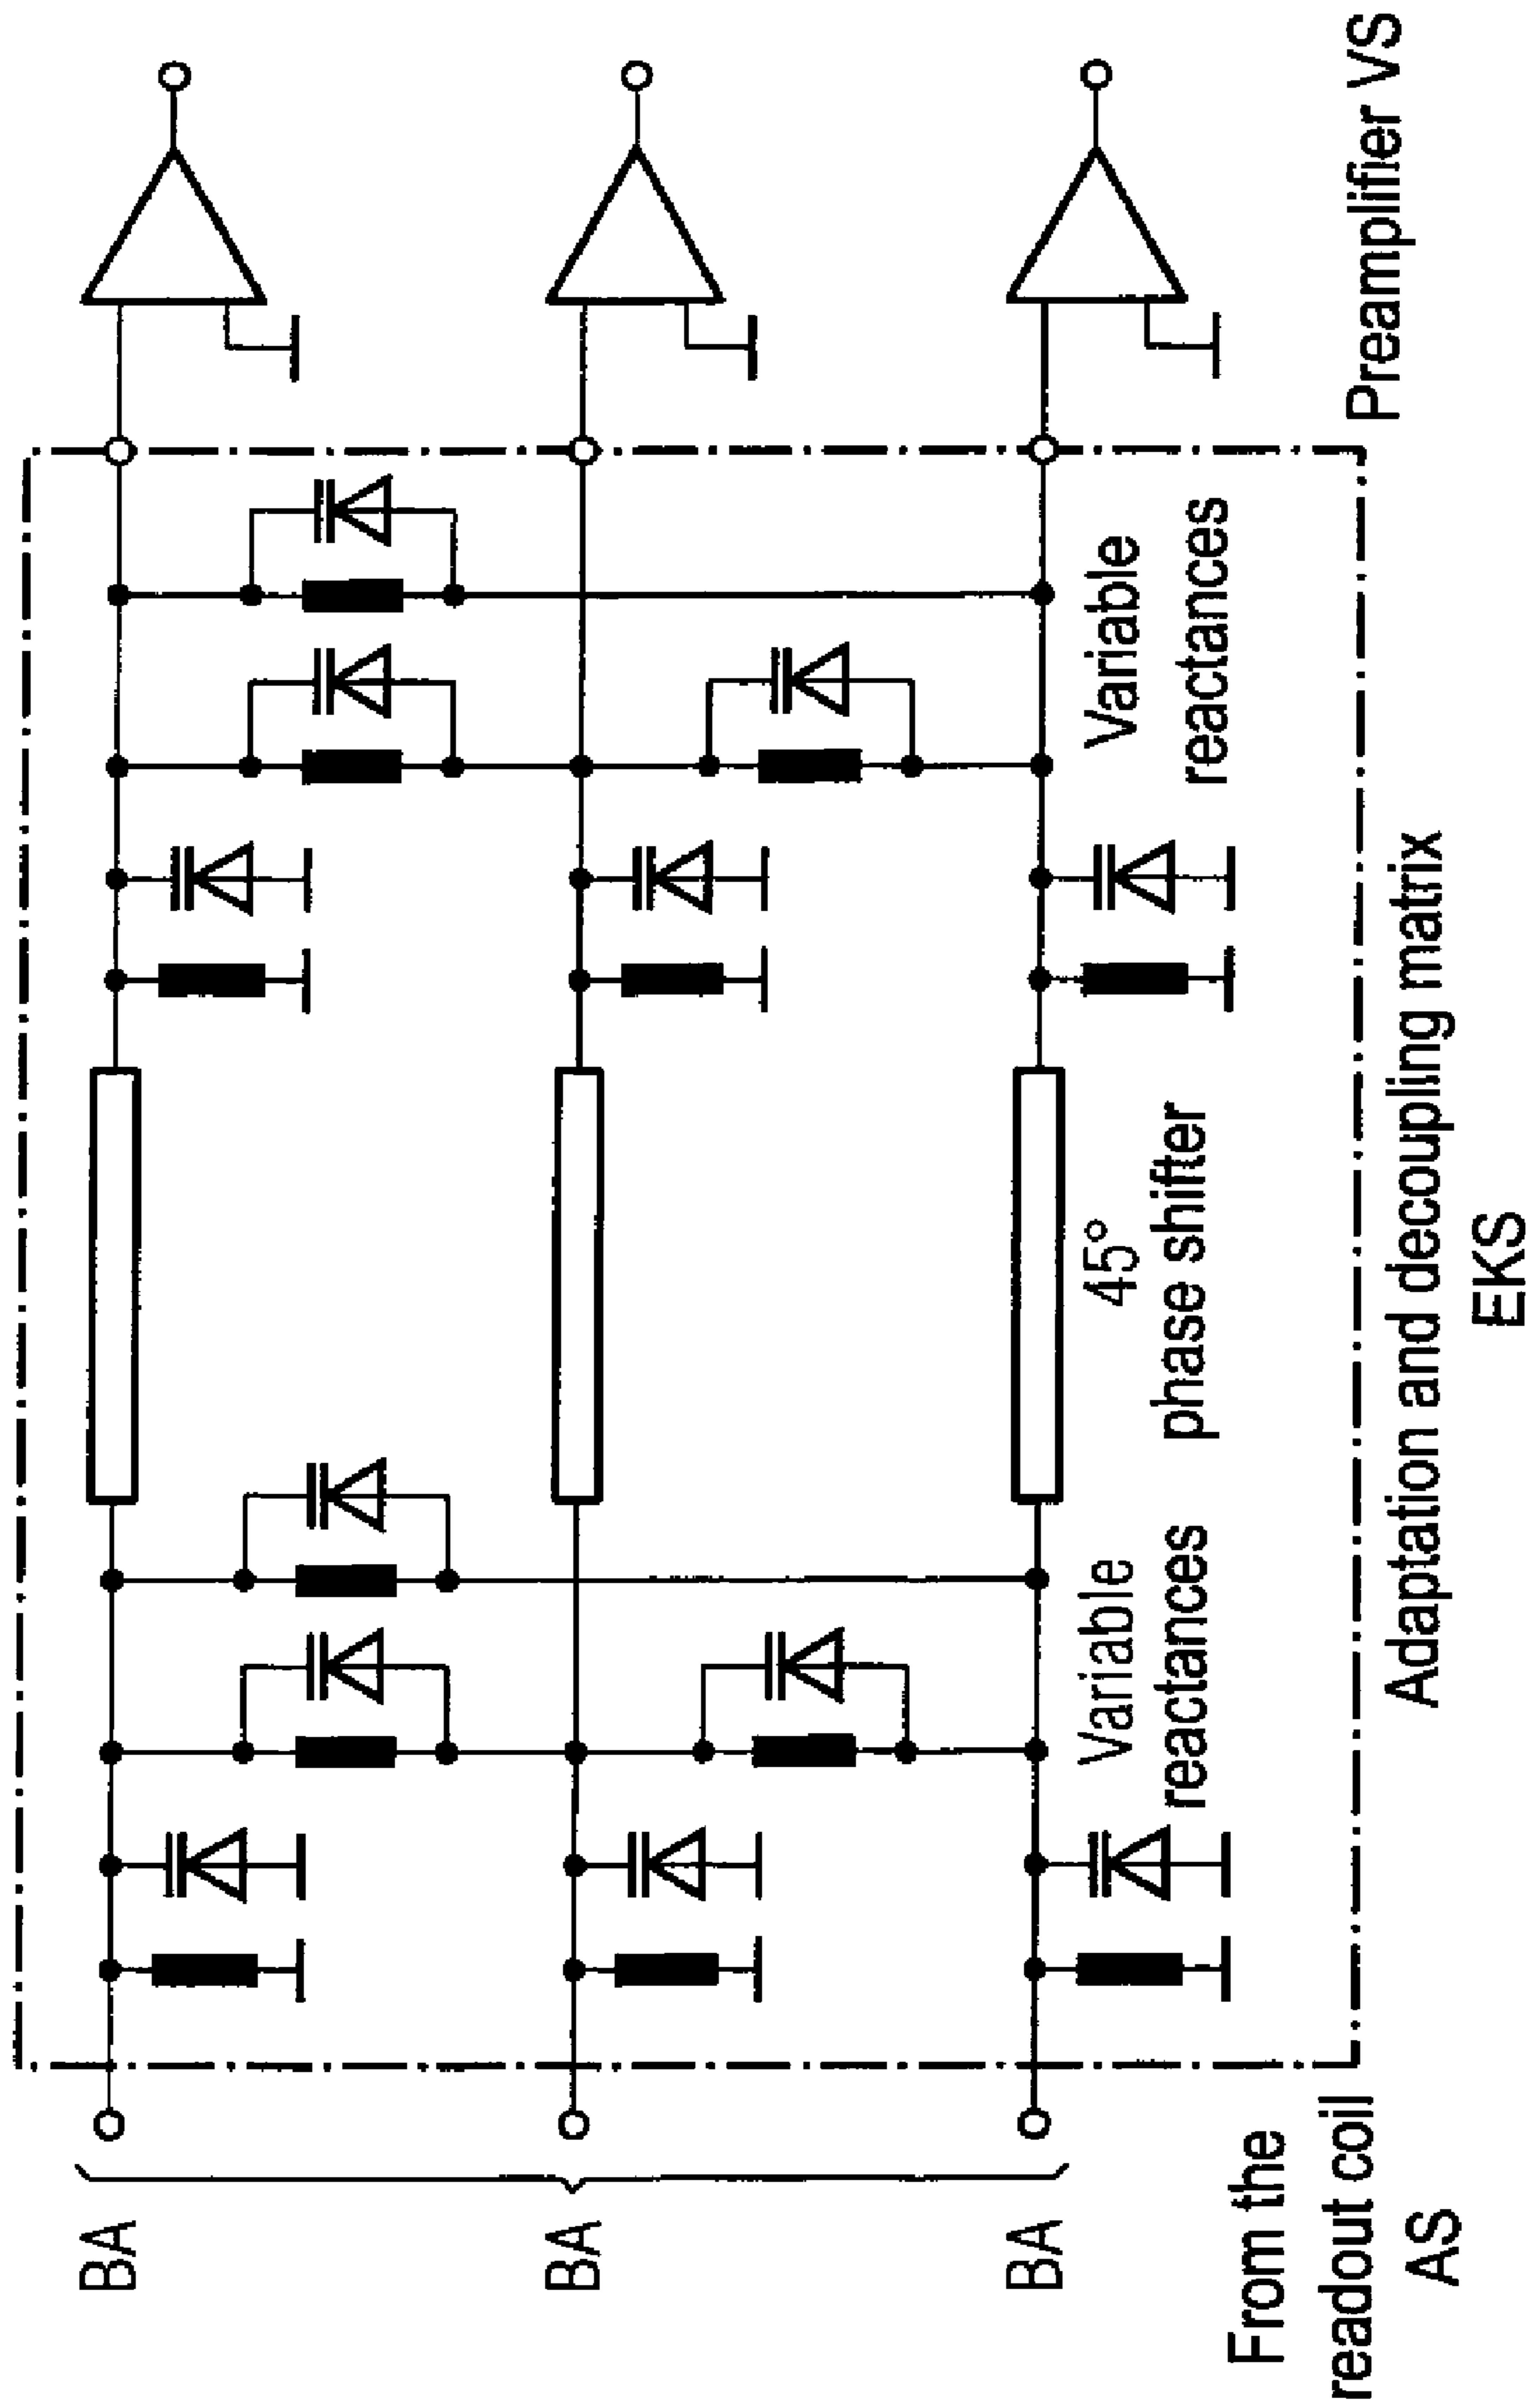 BA
BA
BA
From the
readout coil
AS
Variable
reactances
45°
phase shifter
Variable
reactances
Adaptation and decoupling matrix
EKS
Preamplifier VS